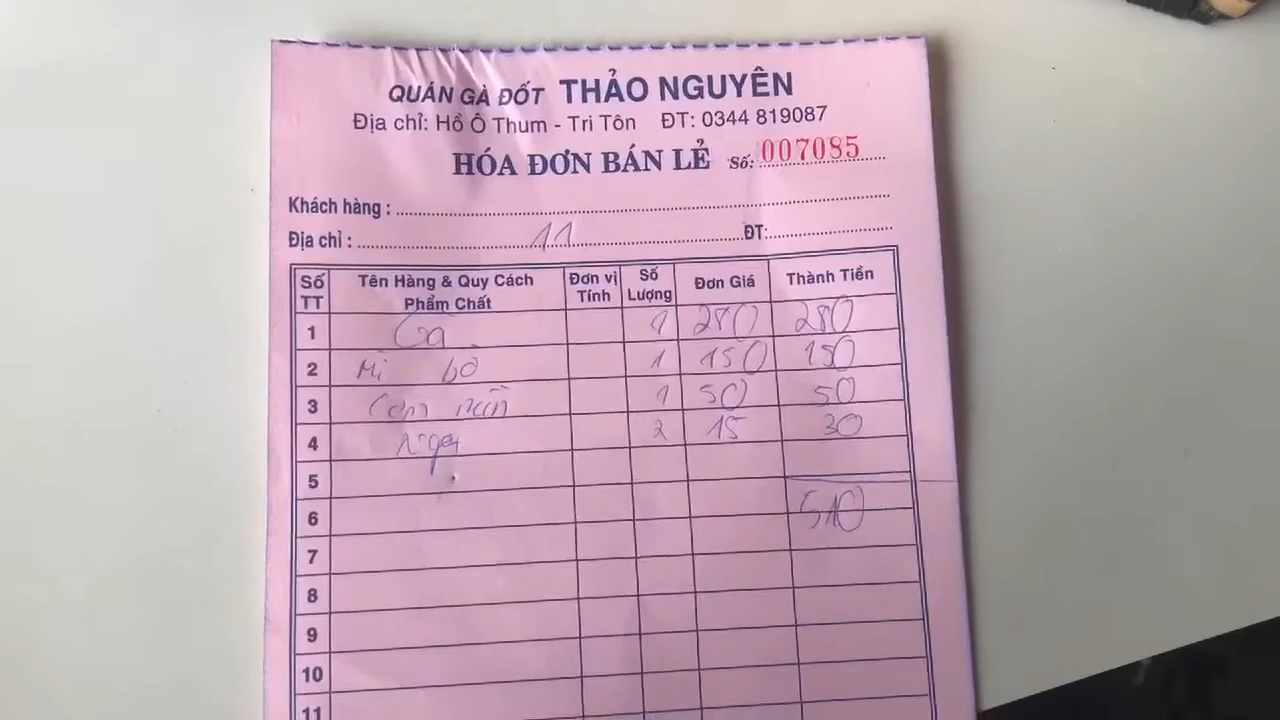 QUÁN GÀ ĐỐT THẢO NGUYÊN
Địa chỉ: Hồ Ô Thum - Tri Tôn ĐT: 0344 819087
HÓA ĐƠN BÁN LẺ Số: 007085
Khách hàng :
Địa chỉ : 11 ĐT:
Số TT Tên Hàng & Quy Cách Phẩm Chất Đơn vị Tính Số Lượng Đơn Giá Thành Tiền
1 Gà 1 280 280
2 Mì bò 1 150 150
3 Cơm 1 50 50
4 2 15 30
5
6 510
7
8
9
10
11